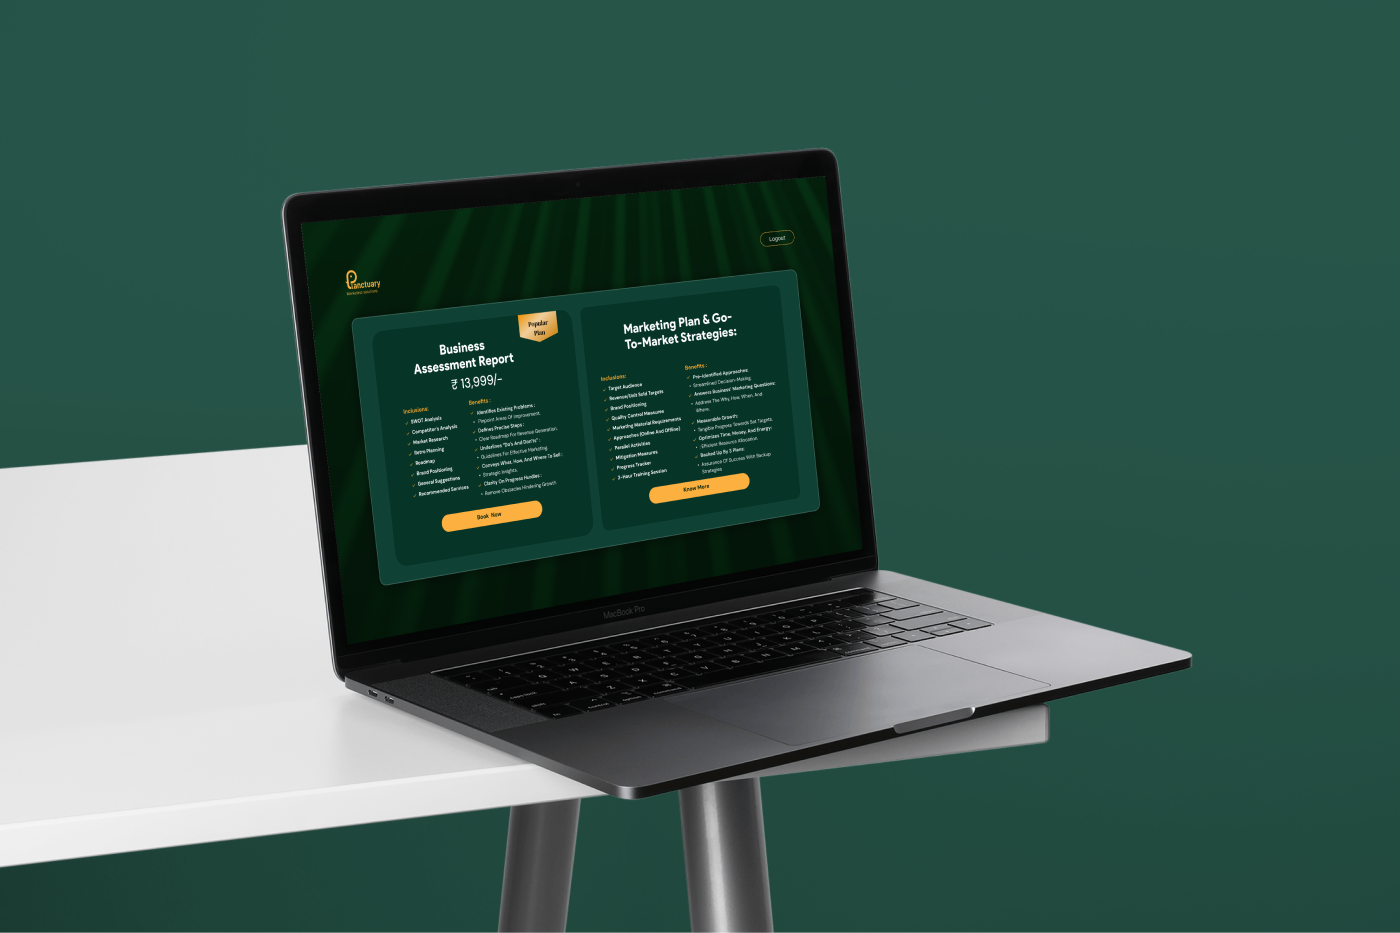 Logout
Planctuary
Popular
Plan
Business
Assessment Report
₹ 13,999/-
Inclusions:
SWOT Analysis
Competitor's Analysis
Market Research
Retro Planning
Roadmap
Brand Positioning
General Suggestions
Recommended Services
Benefits :
Identifies Existing Problems :
Pinpoint Areas Of Improvement.
Defines Precise Steps :
Clear Roadmap For Revenue Generation.
Underlines "Do's And Don'ts" :
Guidelines For Effective Marketing.
Conveys What, How, And Where To Sell :
Strategic Insights.
Clarity On Progress Hurdles :
Remove Obstacles Hindering Growth
Book Now
Marketing Plan & Go-
To-Market Strategies:
Inclusions:
Target Audience
Revenue/Unit Sold Targets
Brand Positioning
Quality Control Measures
Marketing Material Requirements
Approaches (Online And Offline)
Parallel Activities
Mitigation Measures
Progress Tracker
2-Hour Training Session
Benefits :
Pre-Identified Approaches:
Streamlined Decision-Making.
Answers Business' Marketing Questions:
Address The Why, How, When, And
Where.
Measurable Growth:
Tangible Progress Towards Set Targets.
Optimizes Time, Money, And Energy:
Efficient Resource Allocation.
Backed Up By 3 Plans:
Assurance Of Success With Backup
Strategies
Know More
MacBook Pro